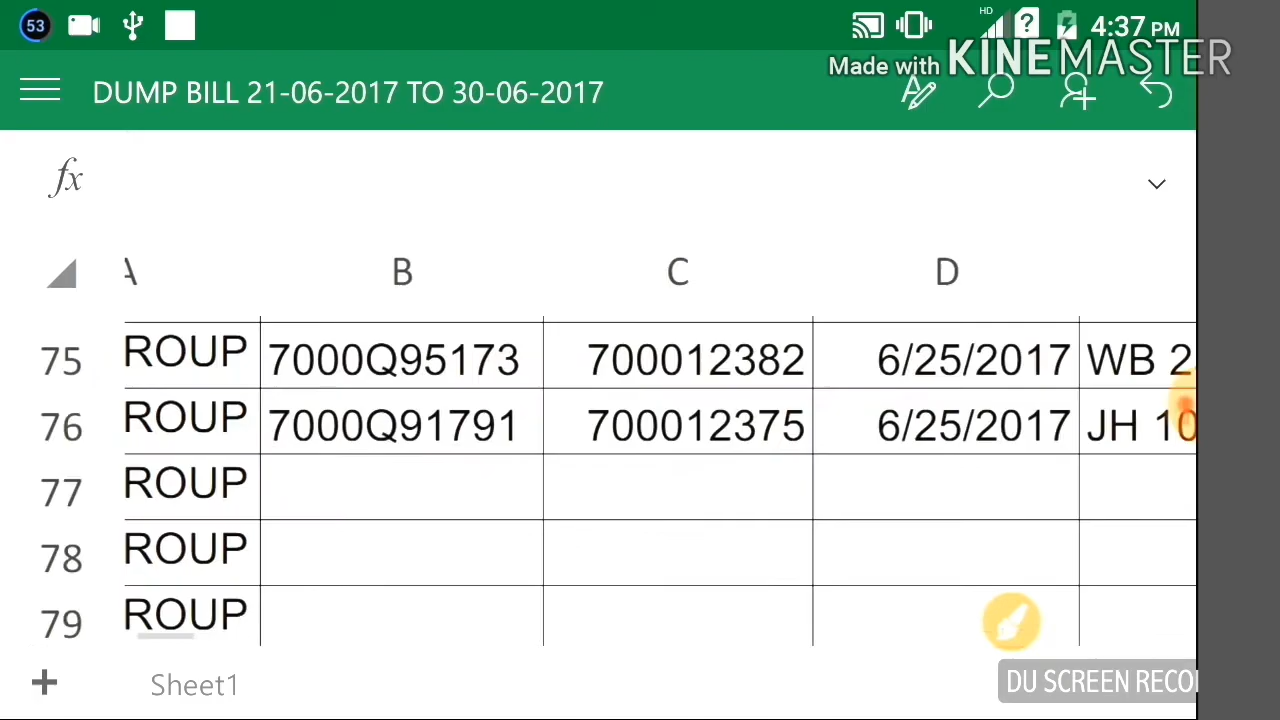 53 HD ? 4:37 PM
Made with KINEMASTER
DUMP BILL 21-06-2017 TO 30-06-2017
fx
A B C D
75 ROUP 7000Q95173 700012382 6/25/2017 WB 2
76 ROUP 7000Q91791 700012375 6/25/2017 JH 10
77 ROUP
78 ROUP
79 ROUP
+ Sheet1
DU SCREEN RECO